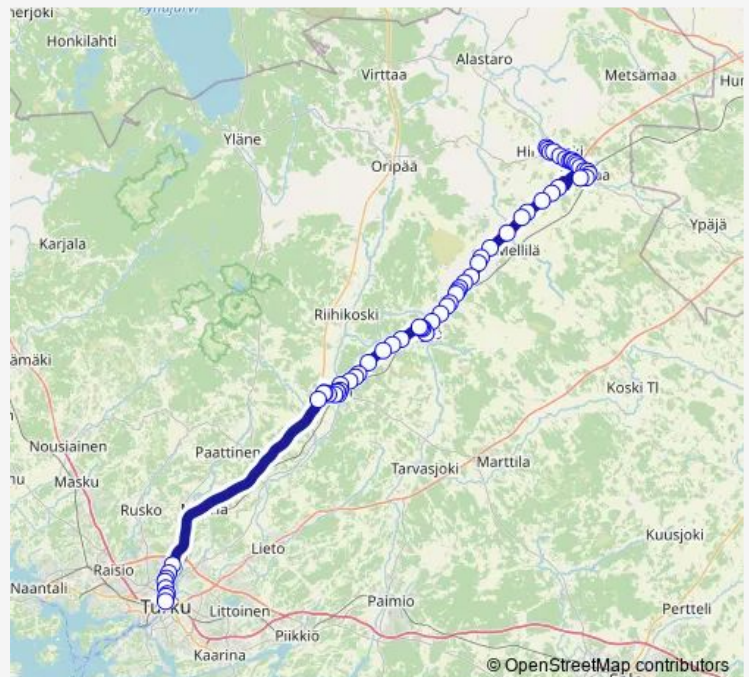 Honkilahti
Virttaa
Alastaro
Metsämaa
Yläne
Oripää
Ypäjä
Karjala
Mellilä
Riihikoski
Koski Tl
Nousiainen
Paattinen
Masku
Tarvasjoki
Marttila
Rusko
Kuusjoki
Lieto
Raisio
Naantali
Turku
Littoinen
Paimio
Pertteli
Piikkiö
Kaarina
© OpenStreetMap contributors